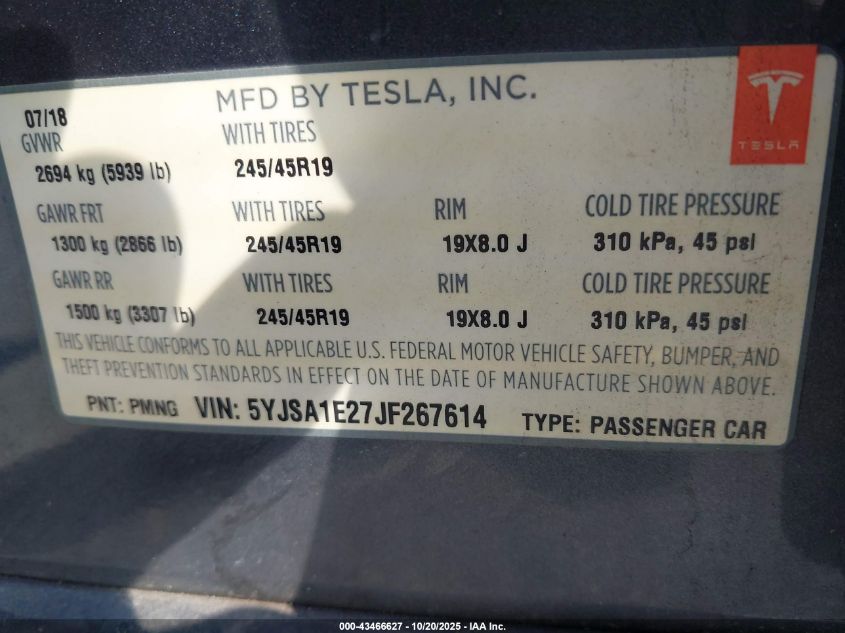 07/18
MFD BY TESLA, INC.
TESLA
GVWR
WITH TIRES
2694 kg (5939 lb)
245/45R19
GAWR FRT WITH TIRES RIM COLD TIRE PRESSURE
1300 kg (2866 lb) 245/45R19 19X8.0 J 310 kPa, 45 psi
GAWR RR WITH TIRES RIM COLD TIRE PRESSURE
1500 kg (3307 lb) 245/45R19 19X8.0 J 310 kPa, 45 psi
THIS VEHICLE CONFORMS TO ALL APPLICABLE U.S. FEDERAL MOTOR VEHICLE SAFETY, BUMPER, AND
THEFT PREVENTION STANDARDS IN EFFECT ON THE DATE OF MANUFACTURE SHOWN ABOVE.
PNT: PMNG VIN: 5YJSA1E27JF267614 TYPE: PASSENGER CAR
000-43466627 - 10/20/2025 - IAA Inc.